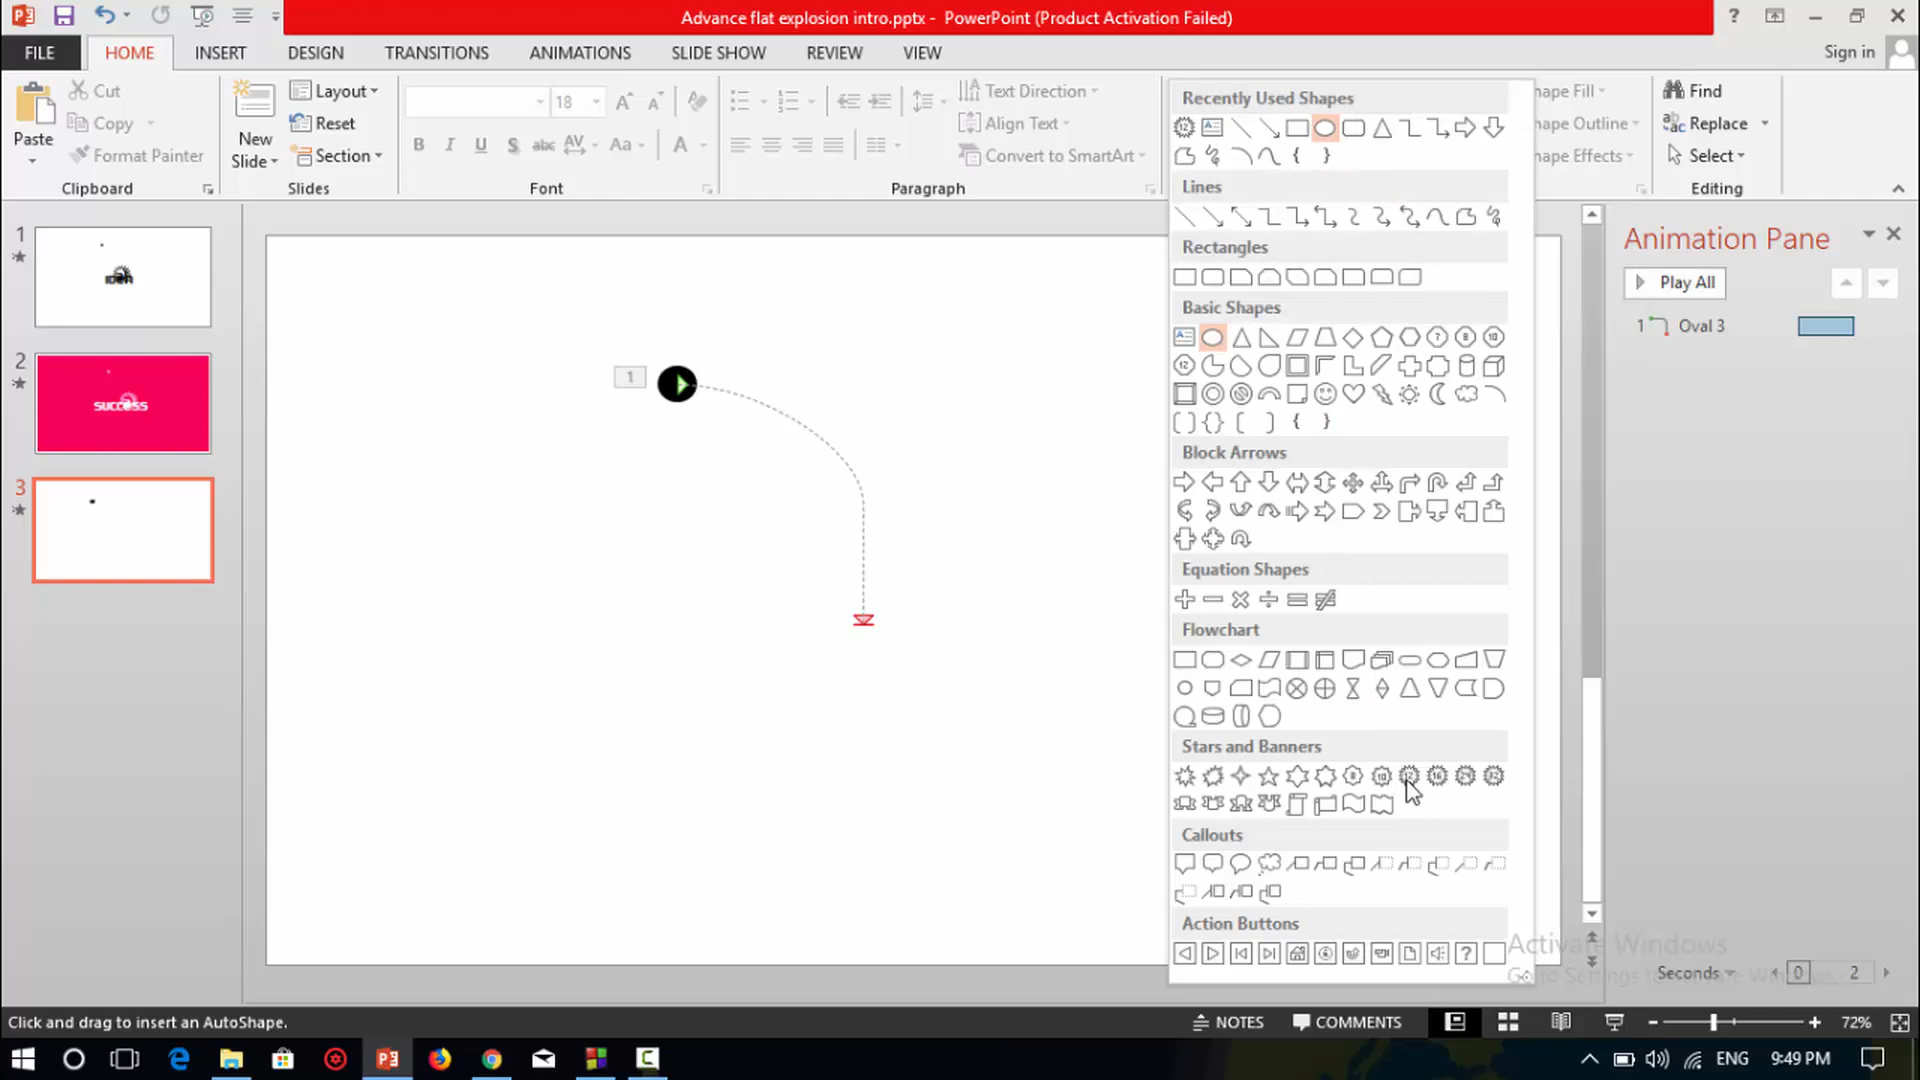 Advance flat explosion intro.pptx - PowerPoint (Product Activation Failed)
?
FILE HOME INSERT DESIGN TRANSITIONS ANIMATIONS SLIDE SHOW REVIEW VIEW
Sign in
Paste
Cut
Copy
Format Painter
Clipboard
New
Slide
Layout
Reset
Section
Slides
18
B I U S abc AV Aa A
Font
Text Direction
Align Text
Convert to SmartArt
Paragraph
hape Fill
hape Outline
hape Effects
Find
Replace
Select
Editing
1
2
SUCCESS
3
1
Recently Used Shapes
Lines
Rectangles
Basic Shapes
Block Arrows
Equation Shapes
Flowchart
Stars and Banners
Callouts
Action Buttons
Animation Pane
Play All
1 Oval 3
Activate Windows
Seconds 0 2
Click and drag to insert an AutoShape.
NOTES COMMENTS 72%
ENG 9:49 PM